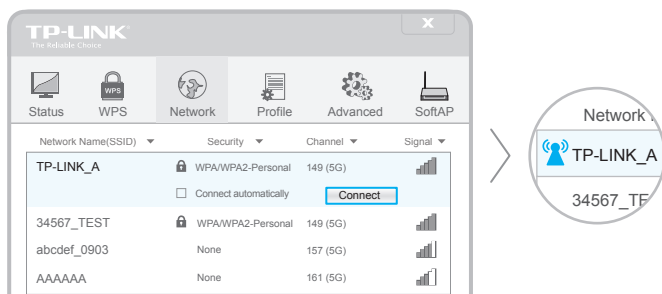 TP-LINK
The Reliable Choice
X
WPS
Status WPS Network Profile Advanced SoftAP
Network Name(SSID) Security Channel Signal
TP-LINK_A WPA/WPA2-Personal 149 (5G)
Connect automatically Connect
34567_TEST WPA/WPA2-Personal 149 (5G)
abcdef_0903 None 157 (5G)
AAAAAA None 161 (5G)
Network
TP-LINK_A
34567_TE